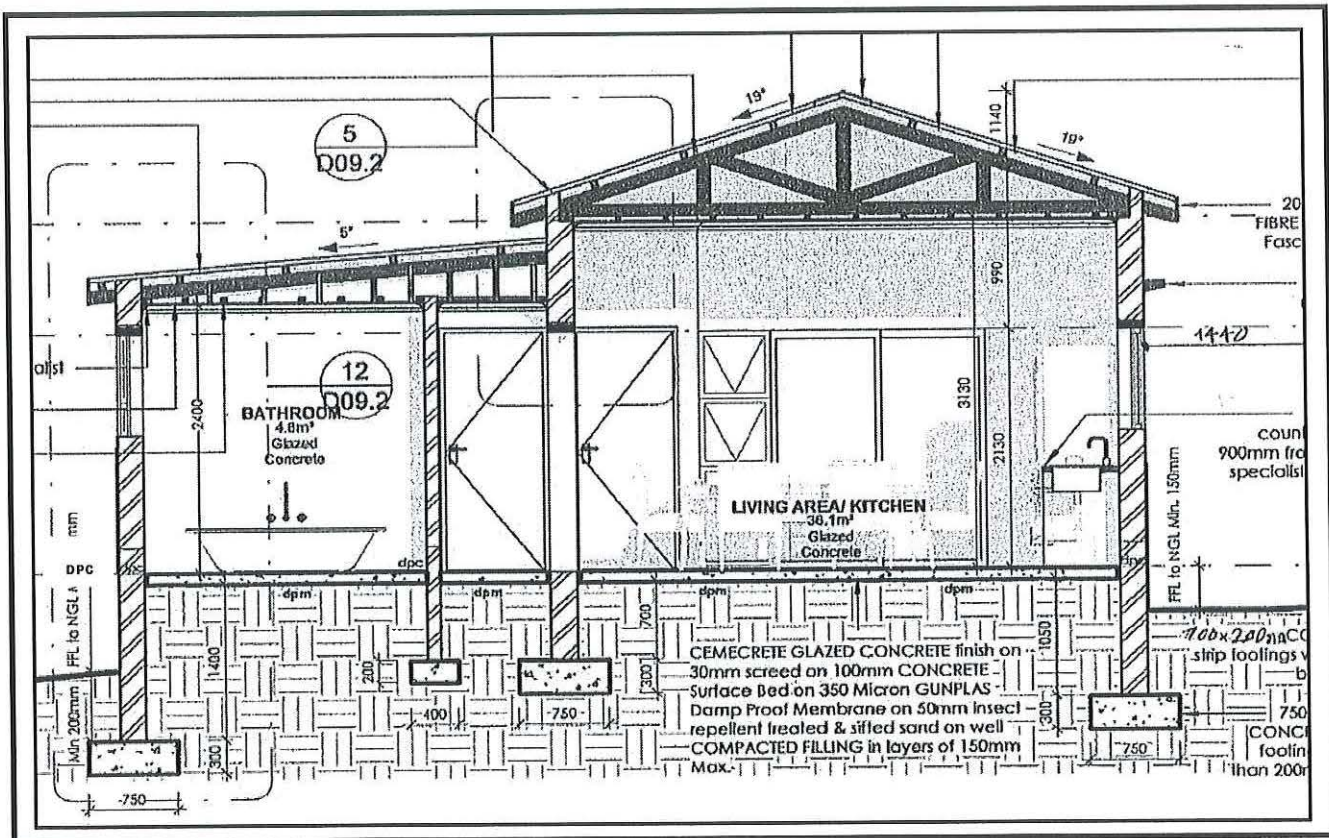 5
D09.2
19°
1140
19°
20
FIBRE
Fasc
5°
990
1440
alist
12
D09.2
BATHROOM
4.8m²
Glazed
Concrete
2400
3130
2130
coun
900mm fro
specialist
LIVING AREA/ KITCHEN
36.1m²
Glazed
Concrete
FFL to NGL Min. 150mm
mm
DPC
dpc
dpm
dpm
dpm
dpm
Min 200mm FFL to NGL
1400
200
700
300
1050
300
300
400
750
750
750
CEMECRETE GLAZED CONCRETE finish on
30mm screed on 100mm CONCRETE
Surface Bed on 350 Micron GUNPLAS
Damp Proof Membrane on 50mm insect
repellent treated & sifted sand on well
COMPACTED FILLING in layers of 150mm
Max.
strip footings
750
CONC
footin
than 200